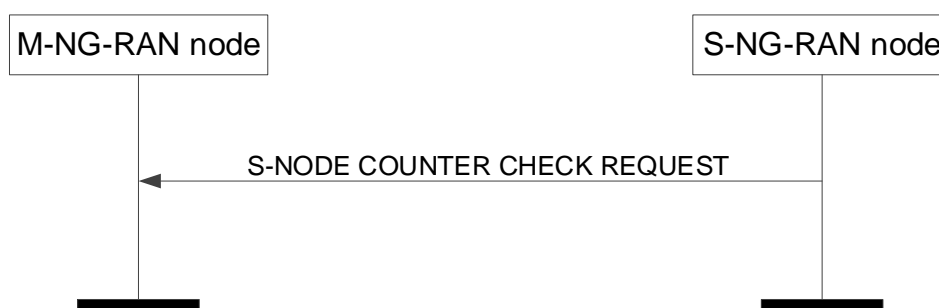 M-NG-RAN node
S-NG-RAN node
S-NODE COUNTER CHECK REQUEST